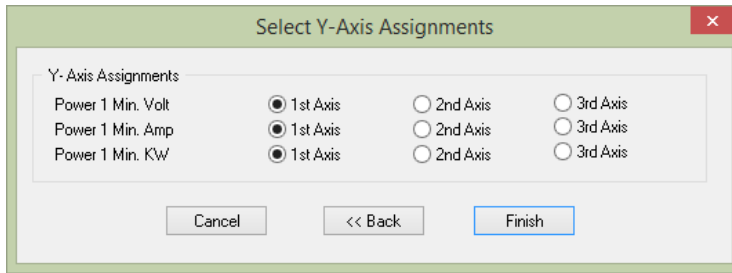 Select Y-Axis Assignments
Y- Axis Assignments
Power 1 Min. Volt 1st Axis 2nd Axis 3rd Axis
Power 1 Min. Amp 1st Axis 2nd Axis 3rd Axis
Power 1 Min. KW 1st Axis 2nd Axis 3rd Axis
Cancel << Back Finish